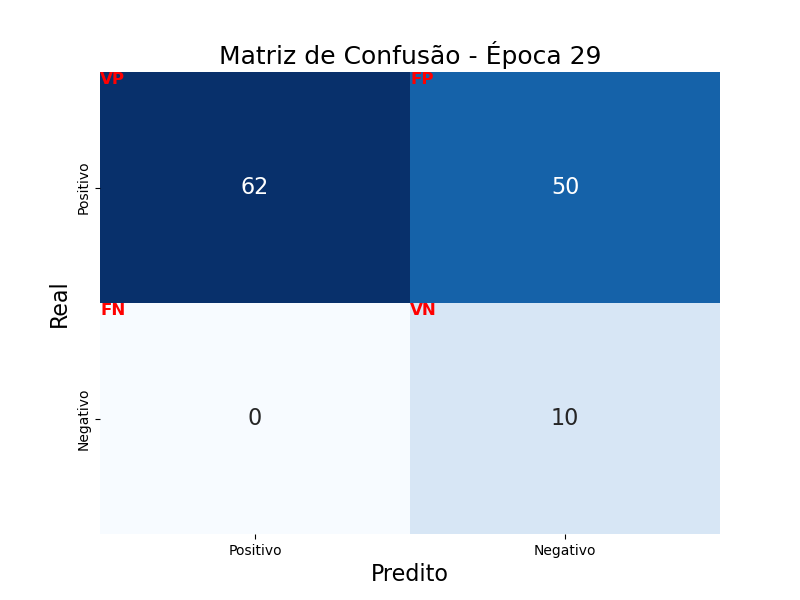 Matriz de Confusão - Época 29
VP
FP
Positivo
62
50
Real
FN
VN
Negativo
0
10
Positivo
Negativo
Predito